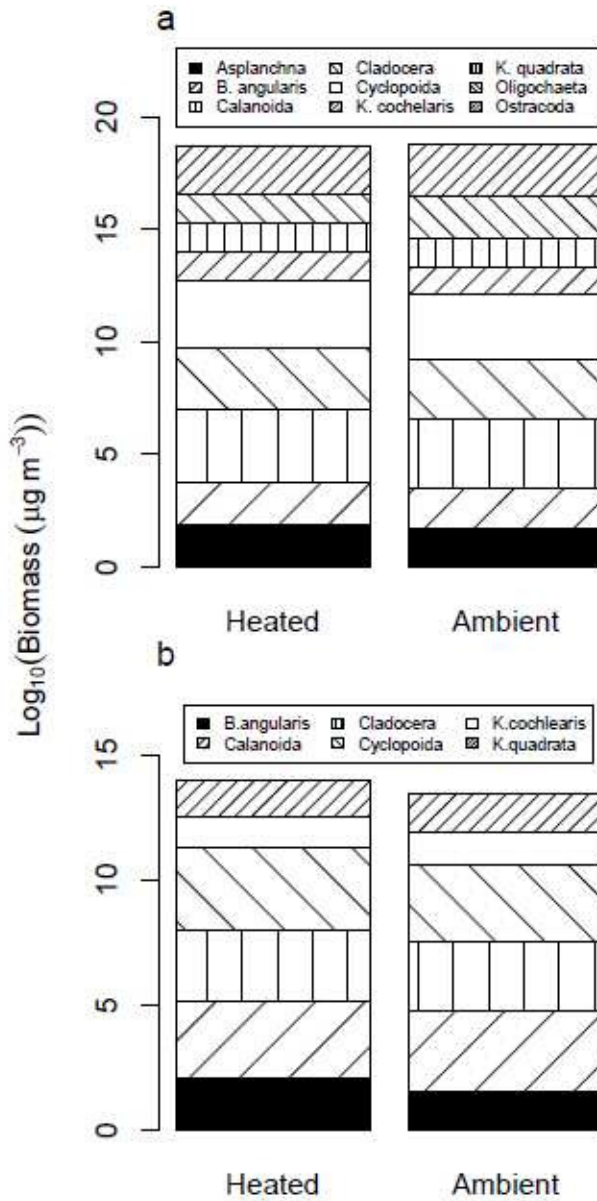 a
Asplanchna Cladocera K. quadrata
B. angularis Cyclopoida Oligochaeta
Calanoida K. cochelaris Ostracoda
20
15
10
5
0
Heated Ambient
Log₁₀(Biomass (µg m⁻³))
b
B.angularis Cladocera K.cochlearis
Calanoida Cyclopoida K.quadrata
15
10
5
0
Heated Ambient